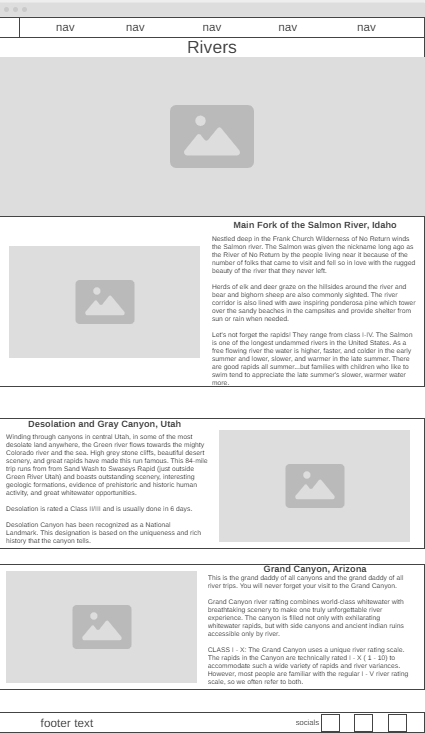 nav nav nav nav nav
Rivers
Main Fork of the Salmon River, Idaho
Nestled deep in the Frank Church Wilderness of No Return winds
the Salmon river. The Salmon was given the nickname long ago as
the River of No Return by the people living near it because of the
number of folks that came to visit and fell so in love with the rugged
beauty of the river that they never left.
Herds of elk and deer graze on the hillsides around the river and
bear and bighorn sheep are also commonly sighted. The river
corridor is also lined with awe inspiring ponderosa pine which tower
over the sandy beaches in the campsites and provide shelter from
sun or rain when needed.
Let's not forget the rapids! They range from class I-IV. The Salmon
is one of the longest undammed rivers in the United States. As a
free flowing river the water is higher, faster, and colder in the early
summer and lower, slower, and warmer in the late summer. There
are good rapids all summer...but families with children who like to
swim tend to appreciate the late summer's slower, warmer water
more.
Desolation and Gray Canyon, Utah
Winding through canyons in central Utah, in some of the most
desolate land anywhere, the Green river flows towards the mighty
Colorado river and the sea. High grey stone cliffs, beautiful desert
scenery, and great rapids have made this run famous. This 84-mile
trip runs from from Sand Wash to Swaseys Rapid (just outside
Green River Utah) and boasts outstanding scenery, interesting
geologic formations, evidence of prehistoric and historic human
activity, and great whitewater opportunities.
Desolation is rated a Class II/III and is usually done in 6 days.
Desolation Canyon has been recognized as a National
Landmark. This designation is based on the uniqueness and rich
history that the canyon tells.
Grand Canyon, Arizona
This is the grand daddy of all canyons and the grand daddy of all
river trips. You will never forget your visit to the Grand Canyon.
Grand Canyon river rafting combines world-class whitewater with
breathtaking scenery to make one truly unforgettable river
experience. The canyon is filled not only with exhilarating
whitewater rapids, but with side canyons and ancient indian ruins
accessible only by river.
CLASS I - X: The Grand Canyon uses a unique river rating scale.
The rapids in the Canyon are technically rated I - X ( 1 - 10) to
accommodate such a wide variety of rapids and river variances.
However, most people are familiar with the regular I - V river rating
scale, so we often refer to both.
footer text socials